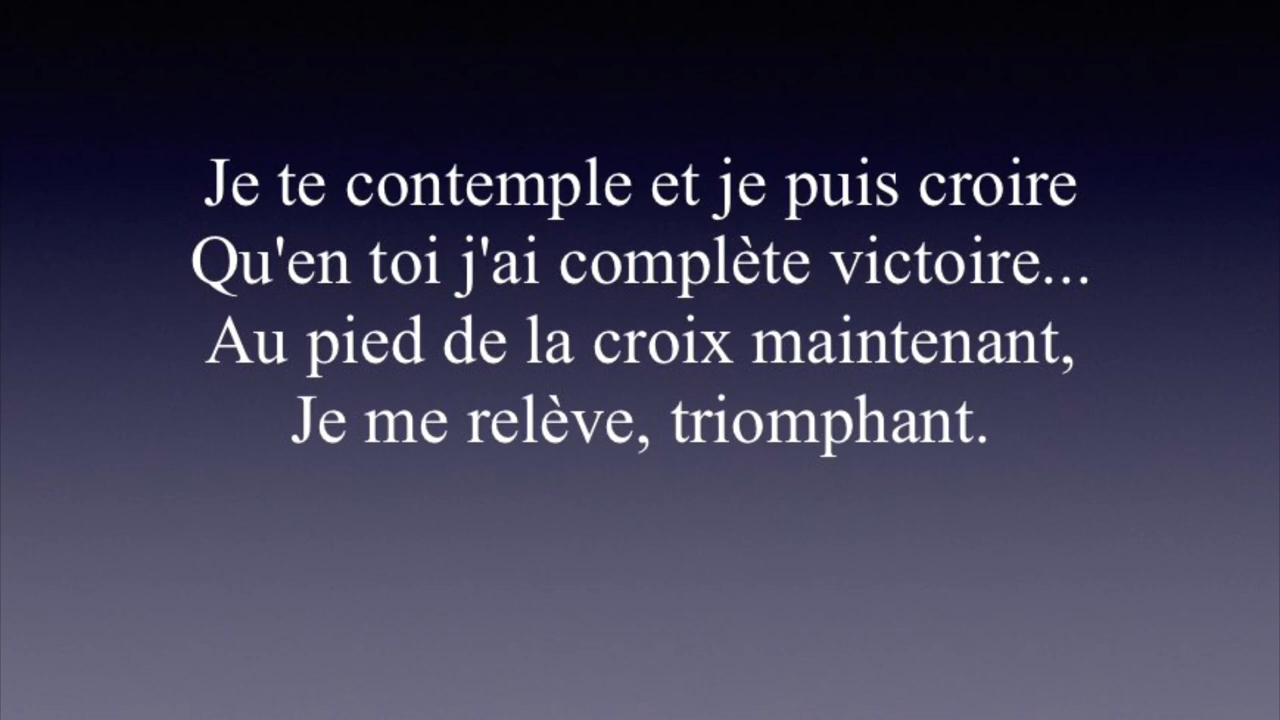 Je te contemple et je puis croire
Qu'en toi j'ai complète victoire...
Au pied de la croix maintenant,
Je me relève, triomphant.